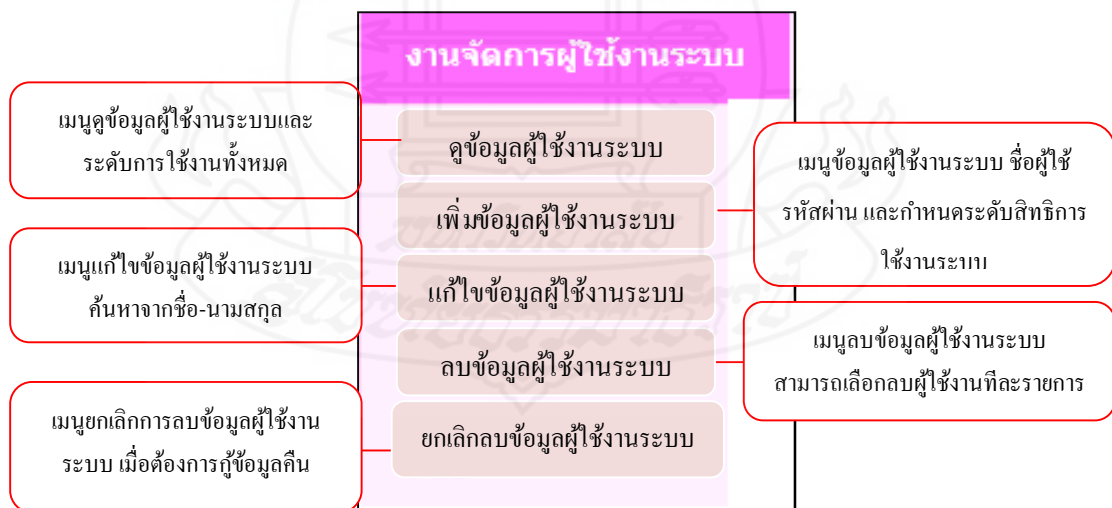 งานจัดการผู้ใช้งานระบบ
เมนูดูข้อมูลผู้ใช้งานระบบและ
ระดับการใช้งานทั้งหมด
ดูข้อมูลผู้ใช้งานระบบ
เมนูข้อมูลผู้ใช้งานระบบ ชื่อผู้ใช้
รหัสผ่าน และกำหนดระดับสิทธิการ
ใช้งานระบบ
เพิ่มข้อมูลผู้ใช้งานระบบ
เมนูแก้ไขข้อมูลผู้ใช้งานระบบ
ค้นหาจากชื่อ-นามสกุล
แก้ไขข้อมูลผู้ใช้งานระบบ
เมนูลบข้อมูลผู้ใช้งานระบบ
สามารถเลือกลบผู้ใช้งานทีละรายการ
ลบข้อมูลผู้ใช้งานระบบ
เมนูยกเลิกการลบข้อมูลผู้ใช้งาน
ระบบ เมื่อต้องการกู้ข้อมูลคืน
ยกเลิกลบข้อมูลผู้ใช้งานระบบ